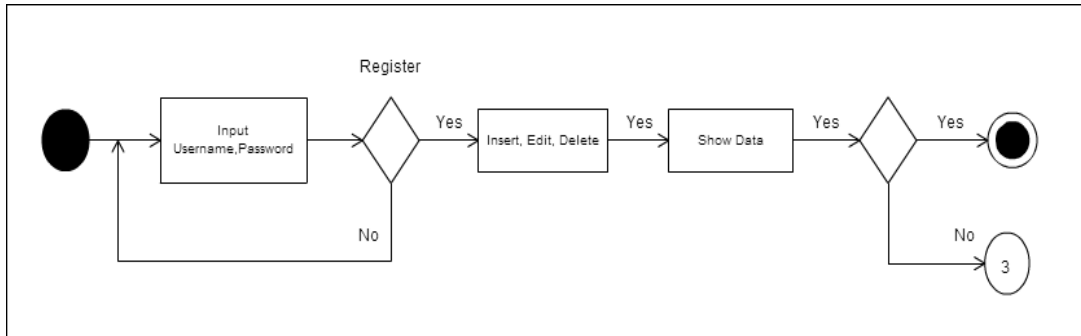 Register
Input
Username,Password
Yes
Insert, Edit, Delete
Yes
Show Data
Yes
Yes
No
No
3